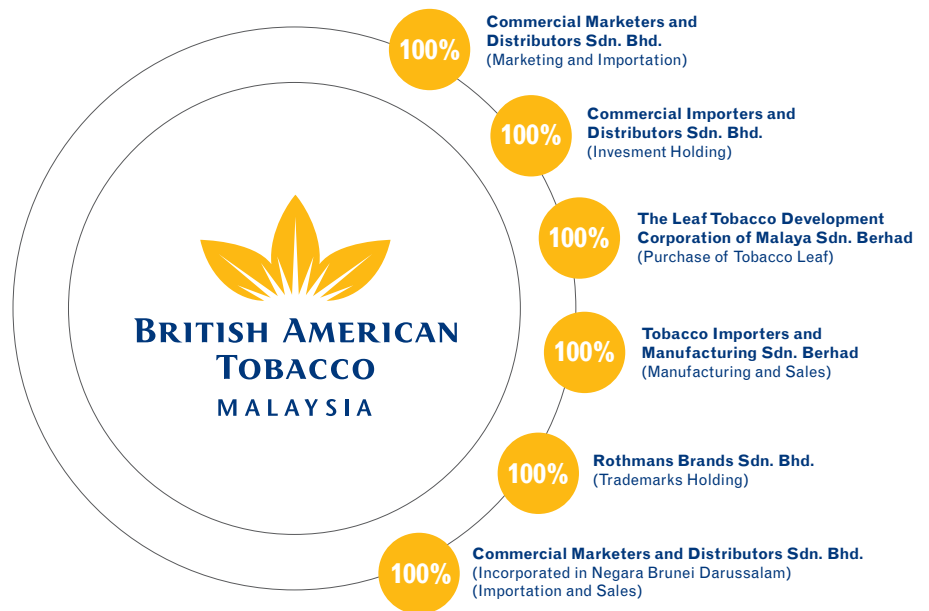 100%
Commercial Marketers and
Distributors Sdn. Bhd.
(Marketing and Importation)
100%
Commercial Importers and
Distributors Sdn. Bhd.
(Invesment Holding)
100%
The Leaf Tobacco Development
Corporation of Malaya Sdn. Berhad
(Purchase of Tobacco Leaf)
BRITISH AMERICAN
TOBACCO
MALAYSIA
100%
Tobacco Importers and
Manufacturing Sdn. Berhad
(Manufacturing and Sales)
100%
Rothmans Brands Sdn. Bhd.
(Trademarks Holding)
100%
Commercial Marketers and Distributors Sdn. Bhd.
(Incorporated in Negara Brunei Darussalam)
(Importation and Sales)